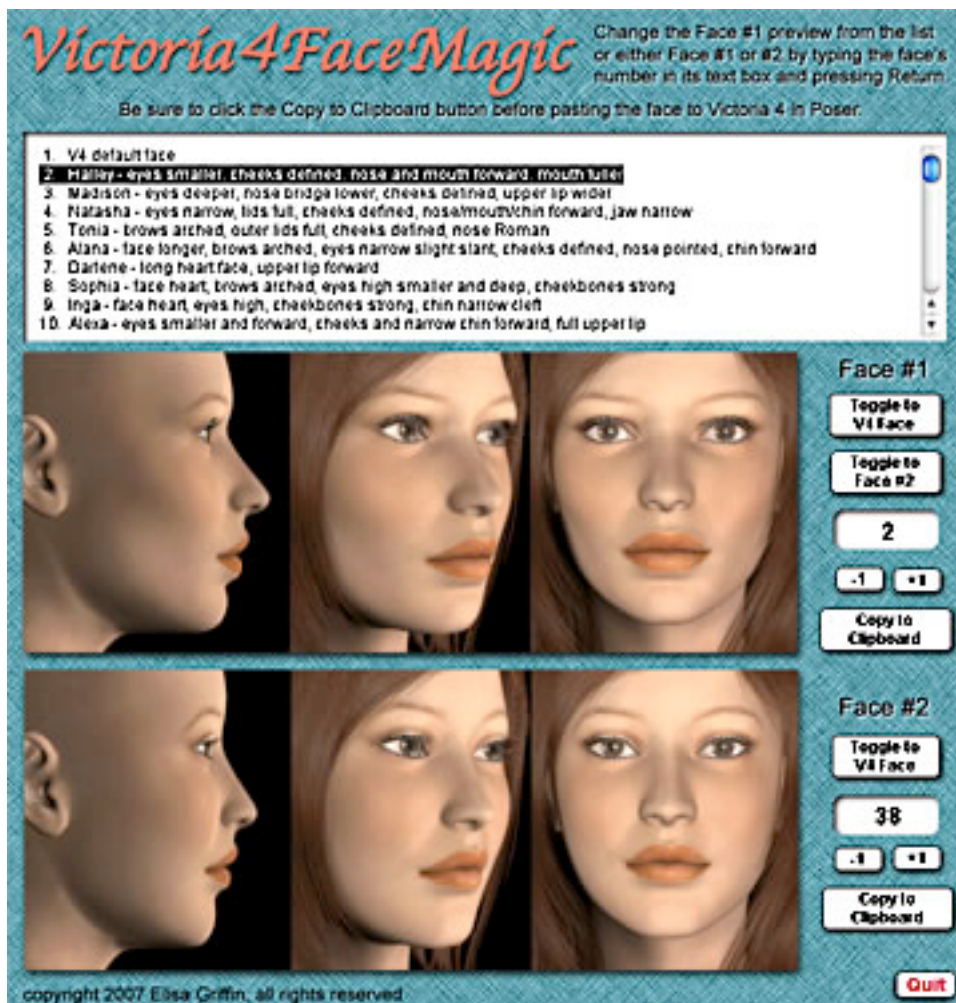 Victoria4FaceMagic
Change the Face #1 preview from the list
or either Face #1 or #2 by typing the face's
number in its text box and pressing Return.
Be sure to click the Copy to Clipboard button before pasting the face to Victoria 4 in Poser.
1. V4 default face
2. Hailey - eyes smaller, cheeks defined, nose and mouth forward, mouth fuller
3. Madison - eyes deeper, nose bridge lower, cheeks defined, upper lip wider
4. Natasha - eyes narrow, lids full, cheeks defined, nose/mouth/chin forward, jaw narrow
5. Tonia - brows arched, outer lids full, cheeks defined, nose Roman
6. Alana - face longer, brows arched, eyes narrow slight slant, cheeks defined, nose pointed, chin forward
7. Darlene - long heart face, upper lip forward
8. Sophia - face heart, brows arched, eyes high smaller and deep, cheekbones strong
9. Inga - face heart, eyes high, cheekbones strong, chin narrow cleft
10. Alexa - eyes smaller and forward, cheeks and narrow chin forward, full upper lip
Face #1
Toggle to
V4 Face
Toggle to
Face #2
2
-1 +1
Copy to
Clipboard
Face #2
Toggle to
V4 Face
38
-1 +1
Copy to
Clipboard
Quit
copyright 2007 Elisa Griffin, all rights reserved